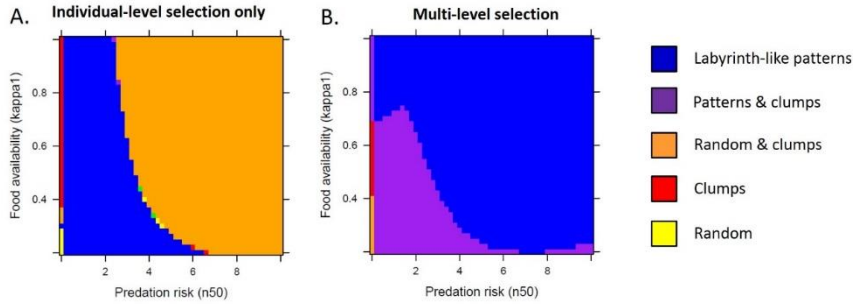 A.
Individual-level selection only
Food availability (kappa1)
0.8
0.6
0.4
2
4
6
8
Predation risk (n50)
B.
Multi-level selection
Food availability (kappa1)
0.8
0.6
0.4
2
4
6
8
Predation risk (n50)
Labyrinth-like patterns
Patterns & clumps
Random & clumps
Clumps
Random